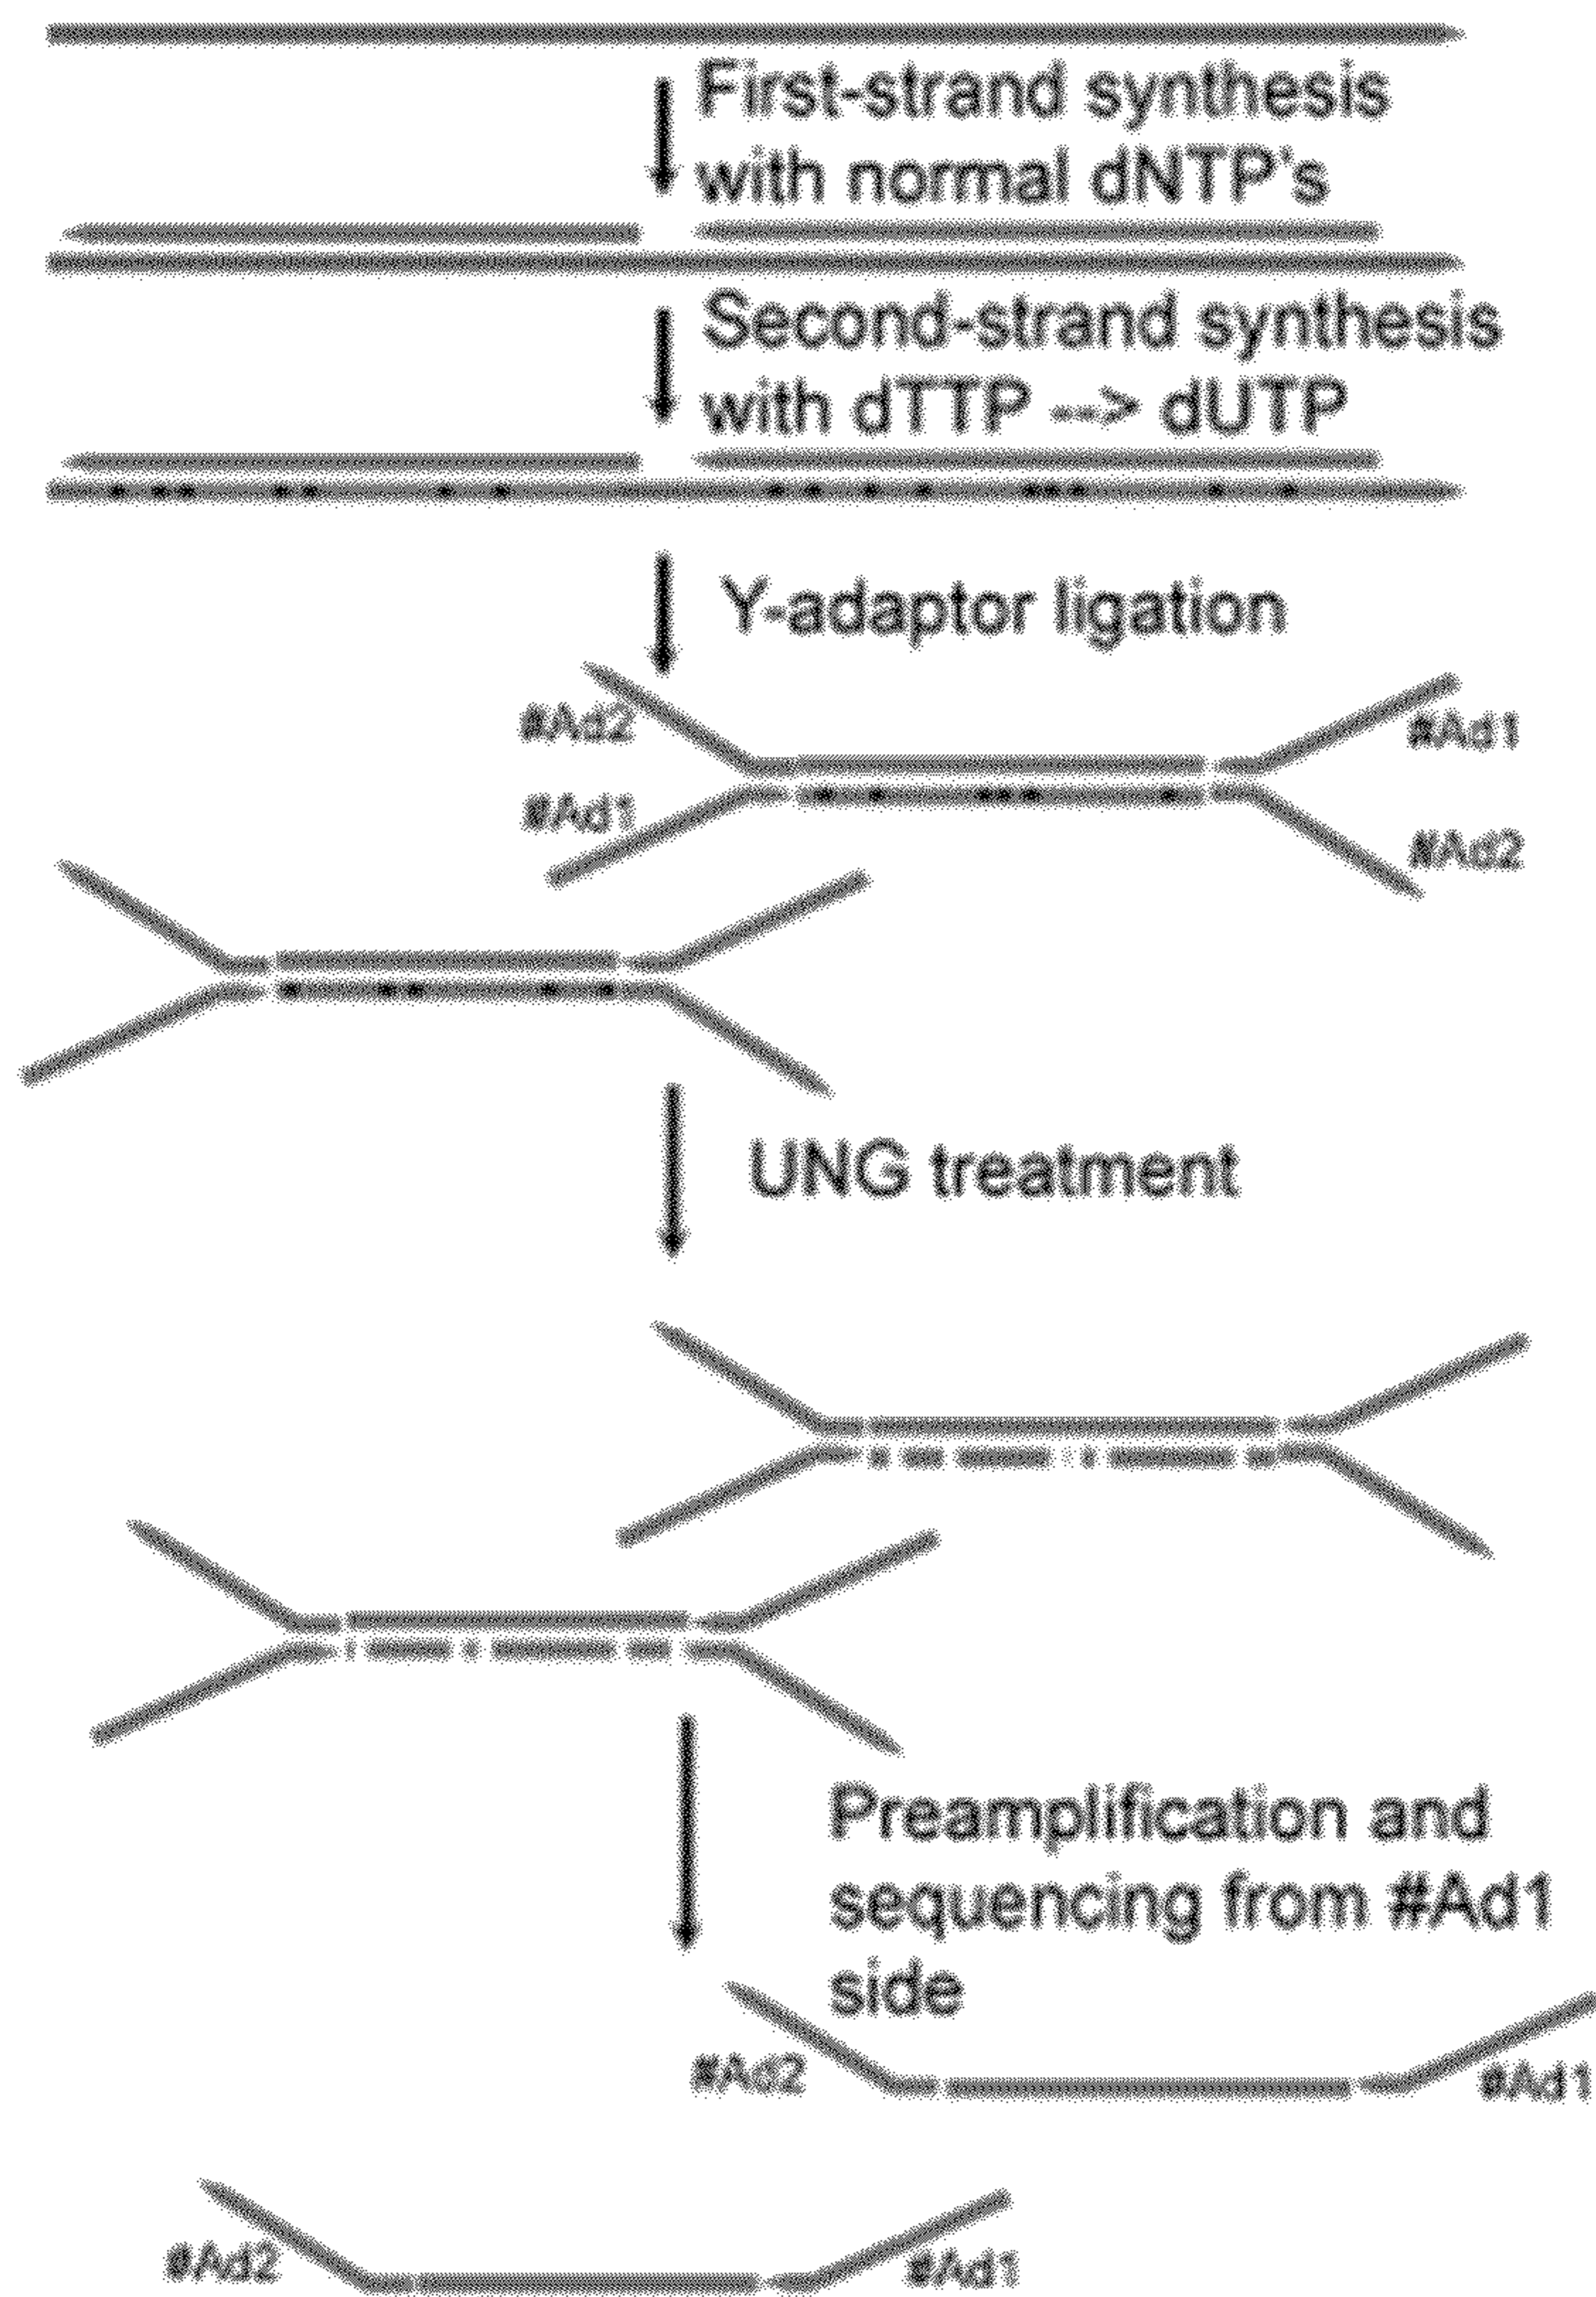 First-strand synthesis
with normal dNTP's
Second-strand synthesis
with dTTP --> dUTP
Y-adaptor ligation
#Ad2
#Ad1
#Ad1
#Ad2
UNG treatment
Preamplification and
sequencing from #Ad1
side
#Ad2
#Ad1
#Ad2
#Ad1